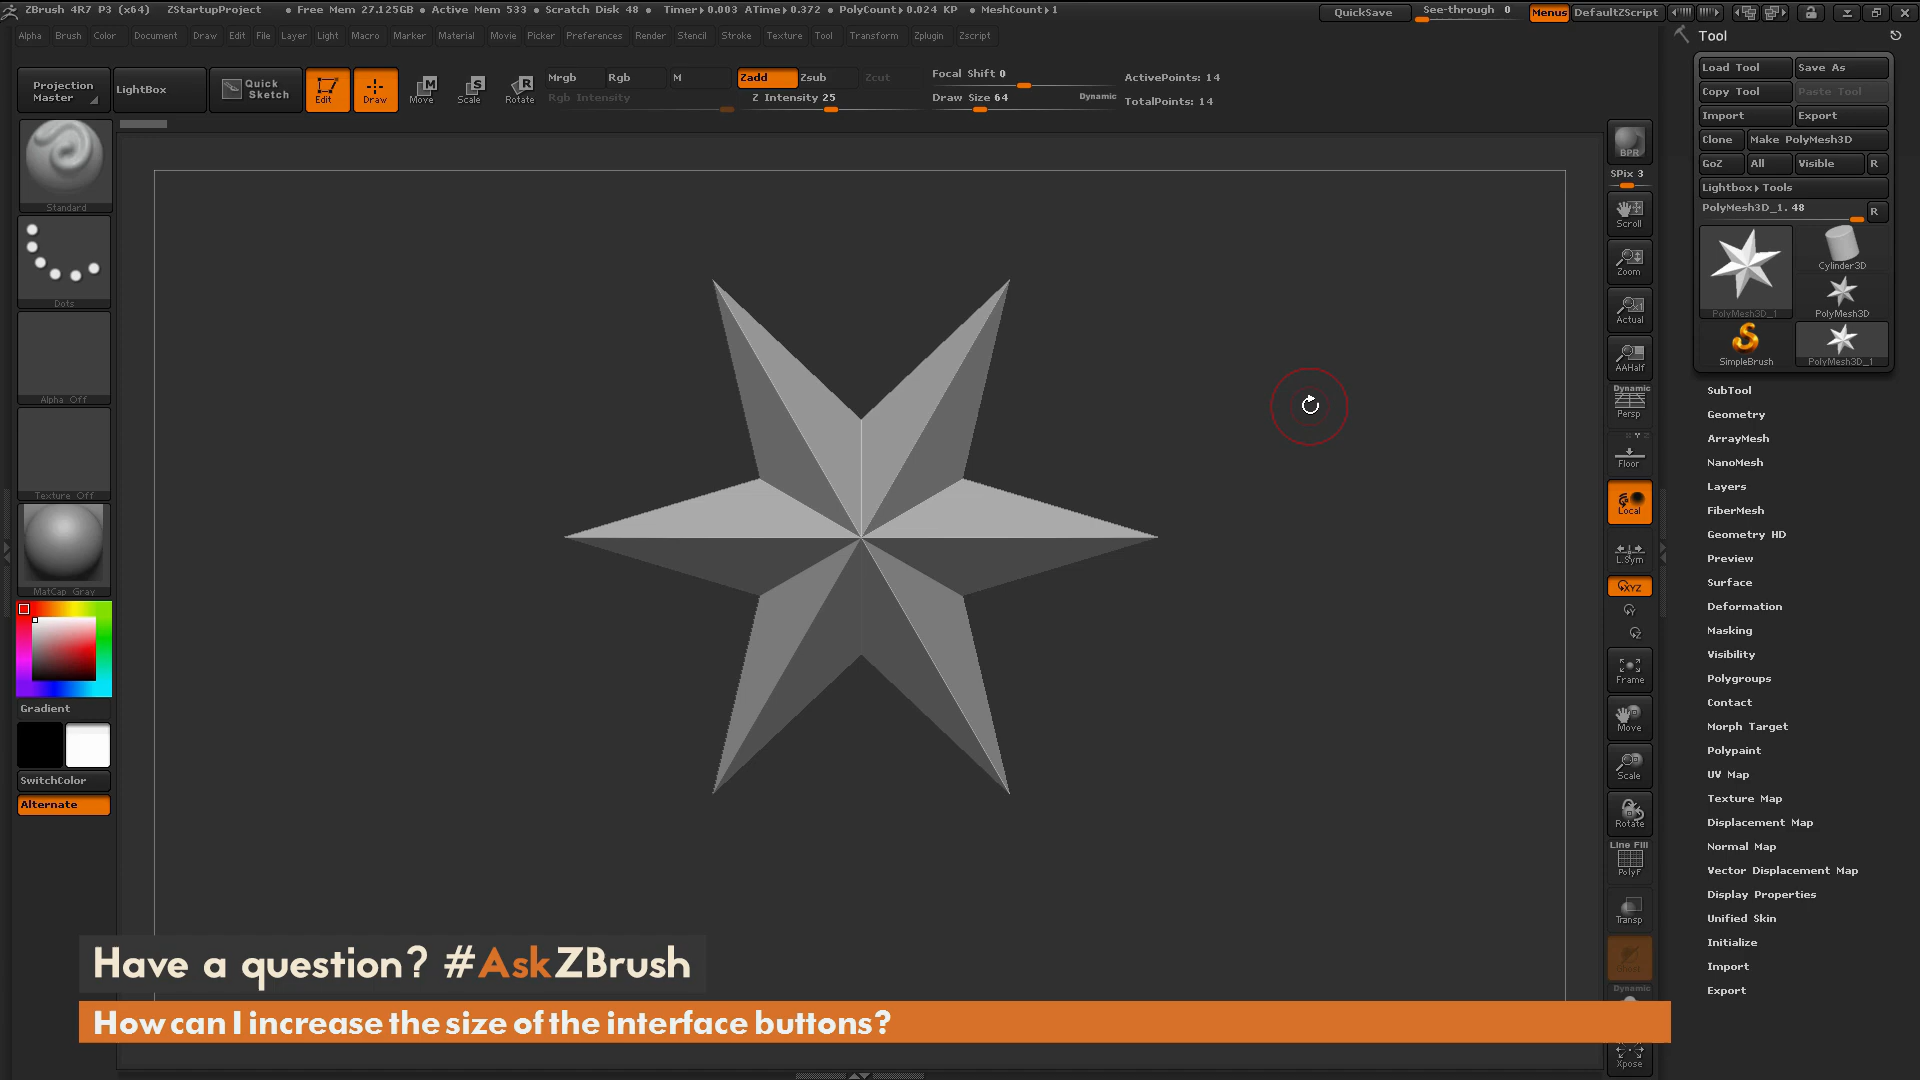 ZBrush 4R7 P3 (x64) ZStartupProject • Free Mem 27.125GB • Active Mem 533 • Scratch Disk 48 • Timer▸0.003 ATime▸0.372 • PolyCount▸0.024 KP • MeshCount▸1 QuickSave See-through 0 Menus DefaultZScript
Alpha Brush Color Document Draw Edit File Layer Light Macro Marker Material Movie Picker Preferences Render Stencil Stroke Texture Tool Transform Zplugin Zscript
Projection Master
LightBox
Quick Sketch
Edit
Draw
Move
Scale
Rotate
Mrgb Rgb M
Rgb Intensity
Zadd Zsub Zcut
Z Intensity 25
Focal Shift 0
Draw Size 64
Dynamic
ActivePoints: 14
TotalPoints: 14
Standard
Dots
Alpha Off
Texture Off
MatCap Gray
Gradient
SwitchColor
Alternate
BPR
SPix 3
Scroll
Zoom
Actual
AAHalf
Dynamic
Persp
Floor
Local
L.Sym
XYZ
Y
Z
Frame
Move
Scale
Rotate
Line Fill
PolyF
Transp
Ghost
Dynamic
Xpose
Tool
Load Tool Save As
Copy Tool Paste Tool
Import Export
Clone Make PolyMesh3D
GoZ All Visible R
Lightbox▸Tools
PolyMesh3D_1. 48 R
PolyMesh3D_1
Cylinder3D
PolyMesh3D
SimpleBrush
PolyMesh3D_1
SubTool
Geometry
ArrayMesh
NanoMesh
Layers
FiberMesh
Geometry HD
Preview
Surface
Deformation
Masking
Visibility
Polygroups
Contact
Morph Target
Polypaint
UV Map
Texture Map
Displacement Map
Normal Map
Vector Displacement Map
Display Properties
Unified Skin
Initialize
Import
Export
Have a question? #AskZBrush
How can I increase the size of the interface buttons?